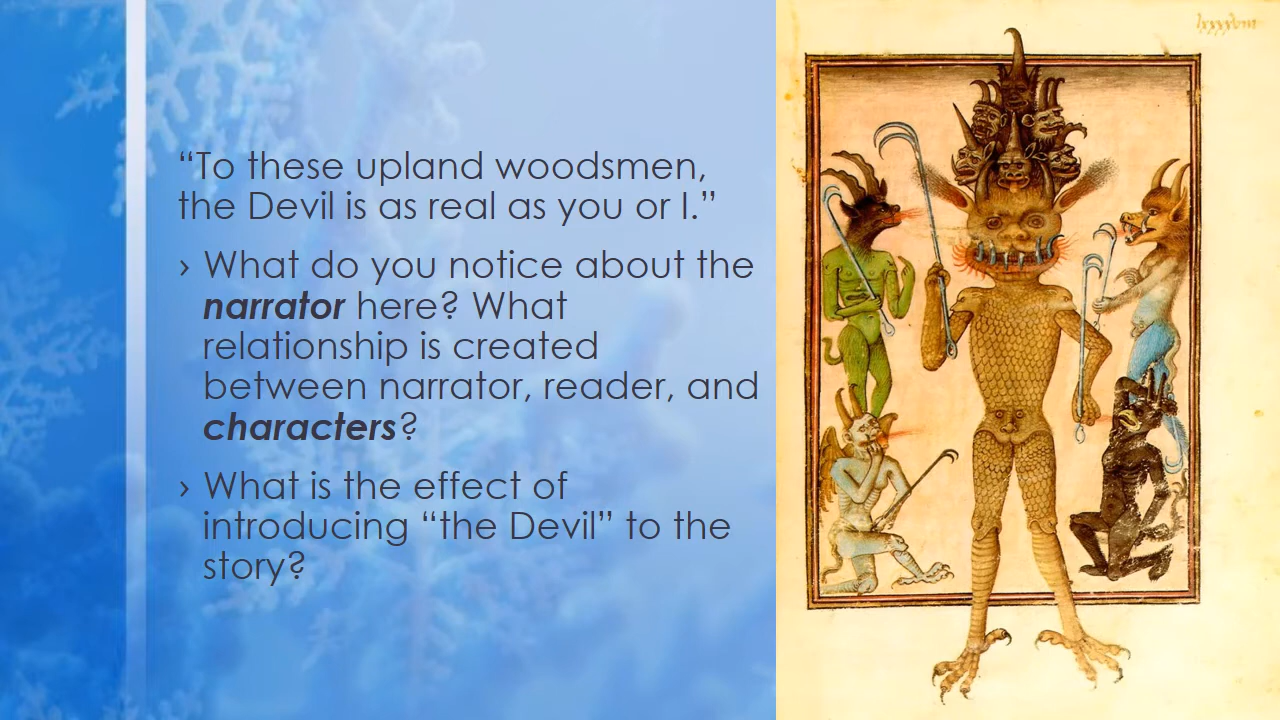 “To these upland woodsmen,
the Devil is as real as you or I.”
› What do you notice about the
narrator here? What
relationship is created
between narrator, reader, and
characters?
› What is the effect of
introducing “the Devil” to the
story?